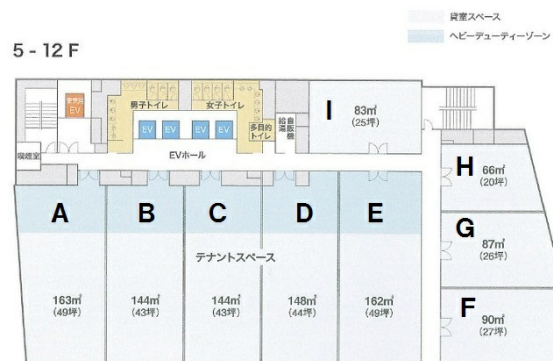 貸室スペース
ヘビーデューティーゾーン
5 - 12 F
男子トイレ
女子トイレ
EV
EV
EV
EV
EV
多目的
トイレ
給湯
自販機
I
83㎡
(25坪)
喫煙室
EVホール
H
66㎡
(20坪)
A
B
C
D
E
G
87㎡
(26坪)
テナントスペース
163㎡
(49坪)
144㎡
(43坪)
144㎡
(43坪)
148㎡
(44坪)
162㎡
(49坪)
F
90㎡
(27坪)